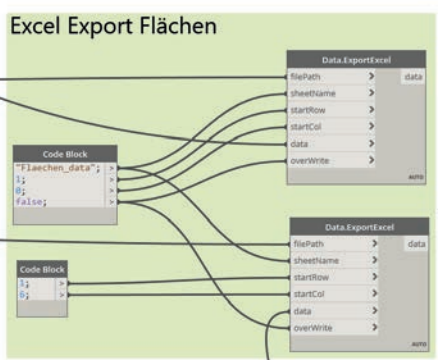 Excel Export Flächen
Data.ExportExcel
filePath > data
sheetName >
startRow >
startCol >
data >
overWrite >
AUTO
Code Block
"Flaechen_data"; >
1; >
0; >
false; >
Data.ExportExcel
filePath > data
sheetName >
startRow >
startCol >
data >
overWrite >
AUTO
Code Block
1; >
6; >